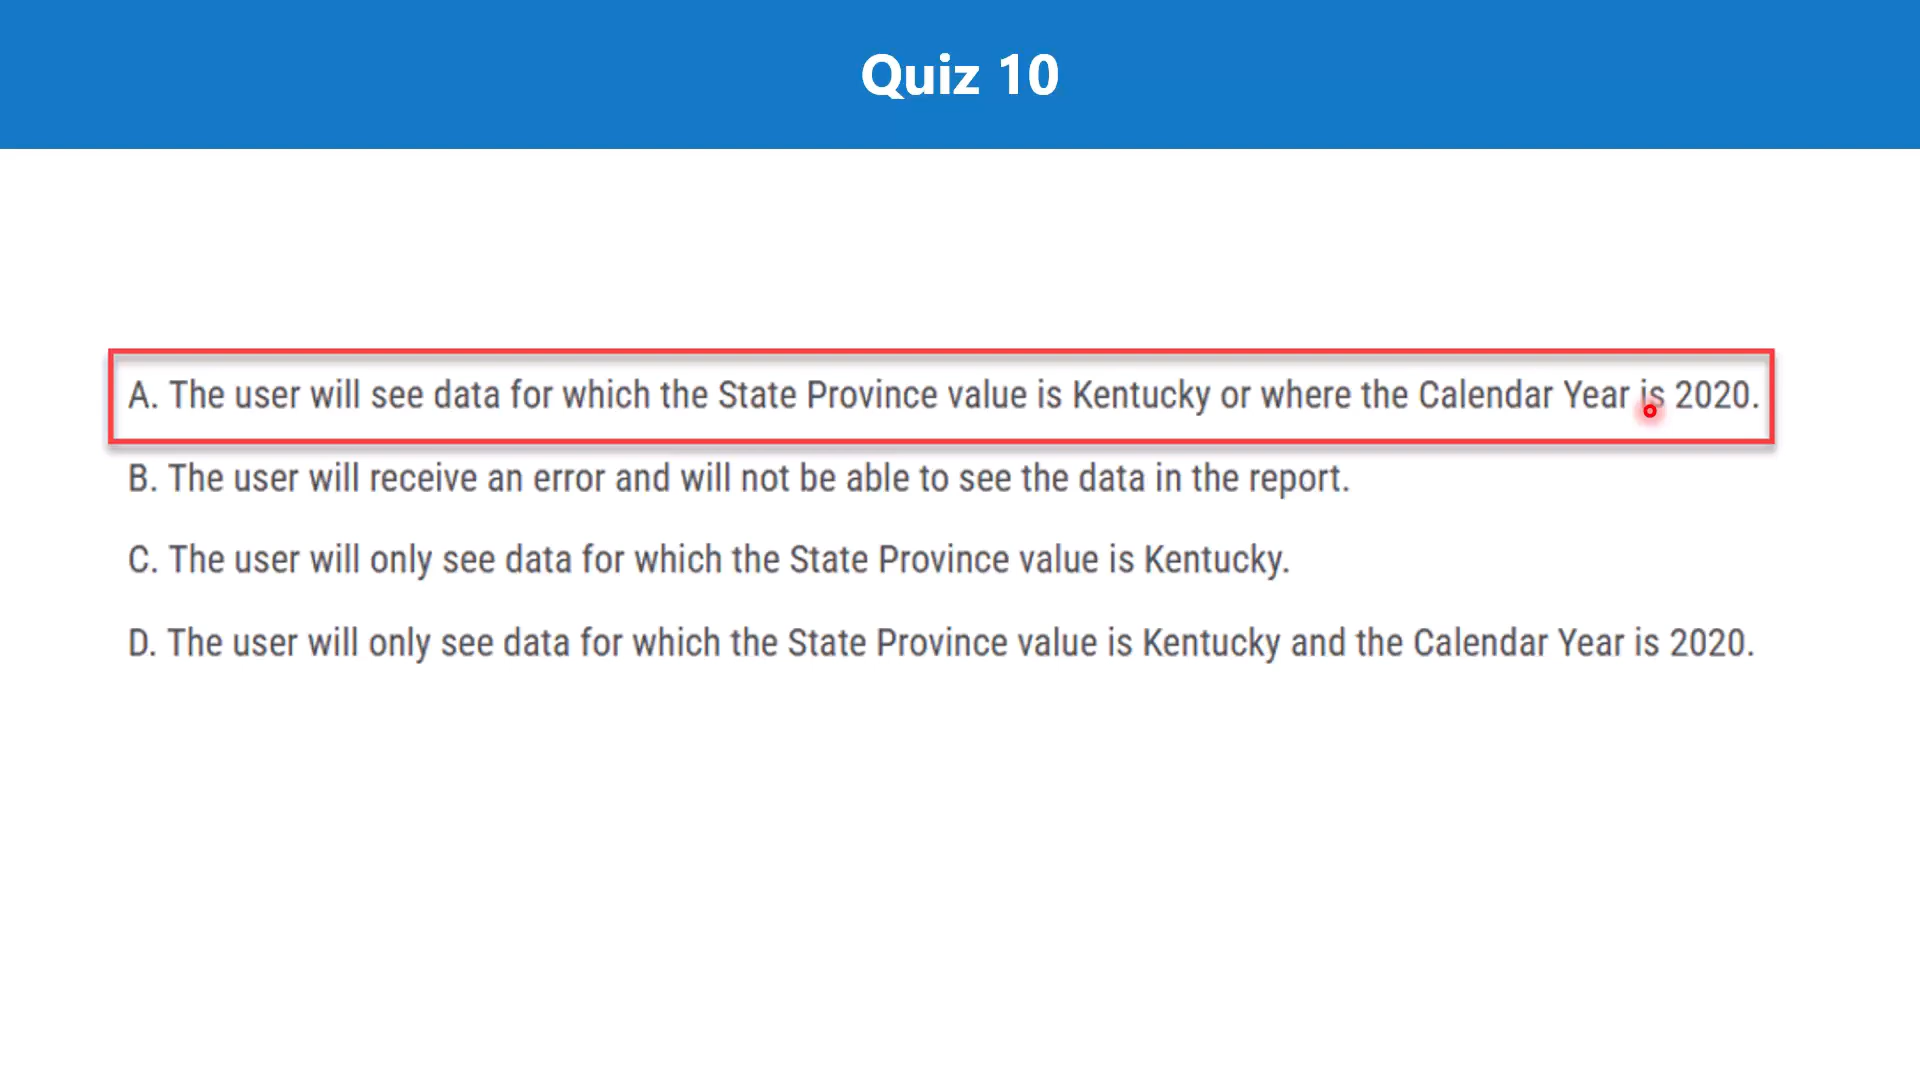 Quiz 10
A. The user will see data for which the State Province value is Kentucky or where the Calendar Year is 2020.
B. The user will receive an error and will not be able to see the data in the report.
C. The user will only see data for which the State Province value is Kentucky.
D. The user will only see data for which the State Province value is Kentucky and the Calendar Year is 2020.